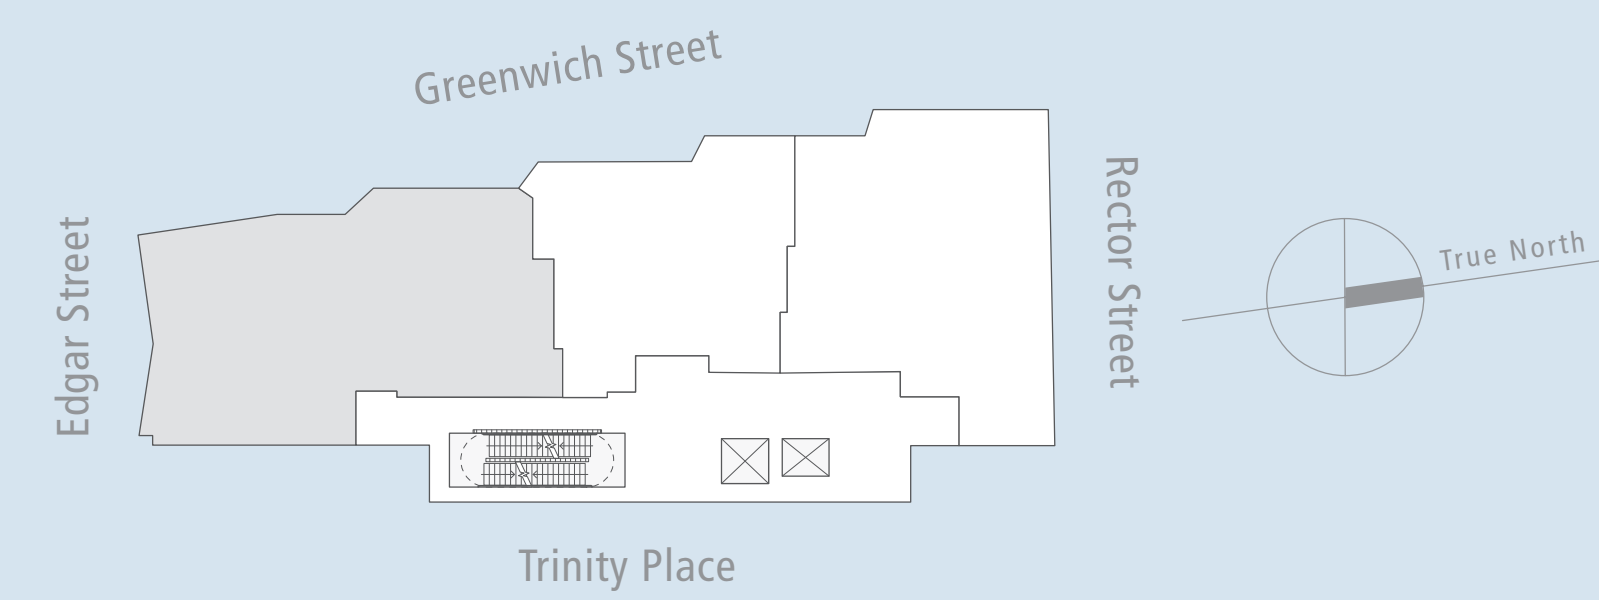 Greenwich Street
Edgar Street
Rector Street
True North
Trinity Place